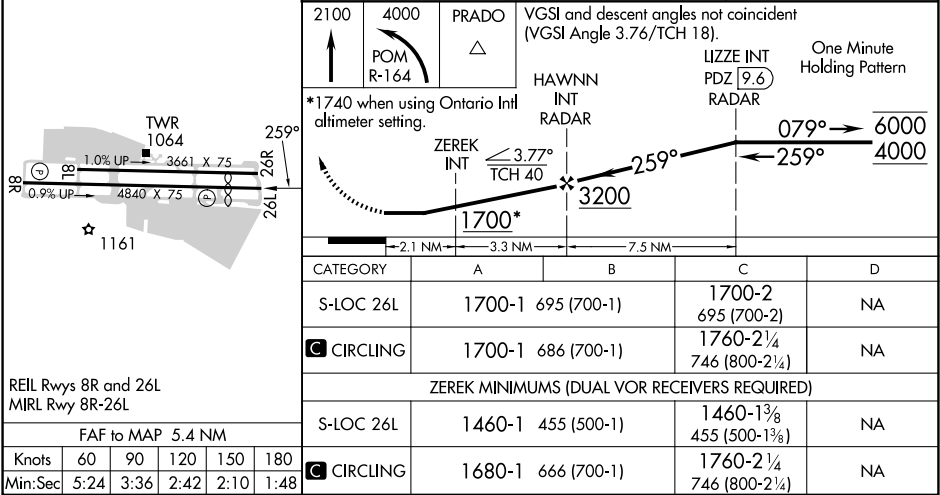 2100
4000
POM
R-164
PRADO
VGSI and descent angles not coincident
(VGSI Angle 3.76/TCH 18).
*1740 when using Ontario Intl
altimeter setting.
HAWNN
INT
RADAR
LIZZE INT
PDZ 9.6
RADAR
One Minute
Holding Pattern
ZEREK
INT
3.77°
TCH 40
259°
079°
6000
259°
4000
3200
1700*
2.1 NM
3.3 NM
7.5 NM
TWR
1064
259°
8L
1.0% UP
3661 X 75
26R
P
8R
0.9% UP
4840 X 75
P
26L
1161
REIL Rwys 8R and 26L
MIRL Rwy 8R-26L
FAF to MAP 5.4 NM
Knots 60 90 120 150 180
Min:Sec 5:24 3:36 2:42 2:10 1:48
CATEGORY A B C D
S-LOC 26L 1700-1 695 (700-1) 1700-2 NA
695 (700-2)
C CIRCLING 1700-1 686 (700-1) 1760-2¼ NA
746 (800-2¼)
ZEREK MINIMUMS (DUAL VOR RECEIVERS REQUIRED)
S-LOC 26L 1460-1 455 (500-1) 1460-1⅜ NA
455 (500-1⅜)
C CIRCLING 1680-1 666 (700-1) 1760-2¼ NA
746 (800-2¼)